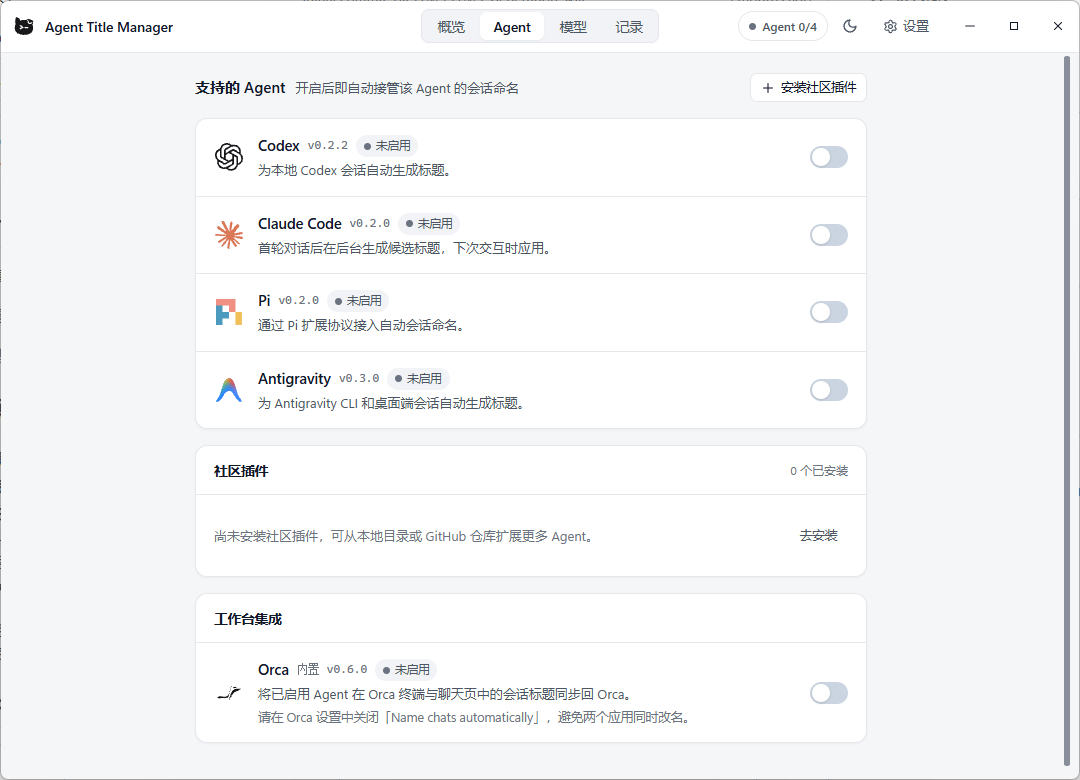 Agent Title Manager
概览 Agent 模型 记录
Agent 0/4
设置
支持的 Agent 开启后即自动接管该 Agent 的会话命名
安装社区插件
Codex v0.2.2 未启用
为本地 Codex 会话自动生成标题。
Claude Code v0.2.0 未启用
首轮对话后在后台生成候选标题，下次交互时应用。
Pi v0.2.0 未启用
通过 Pi 扩展协议接入自动会话命名。
Antigravity v0.3.0 未启用
为 Antigravity CLI 和桌面端会话自动生成标题。
社区插件
0 个已安装
尚未安装社区插件，可从本地目录或 GitHub 仓库扩展更多 Agent。
去安装
工作台集成
Orca 内置 v0.6.0 未启用
将已启用 Agent 在 Orca 终端与聊天页中的会话标题同步回 Orca。
请在 Orca 设置中关闭「Name chats automatically」，避免两个应用同时改名。